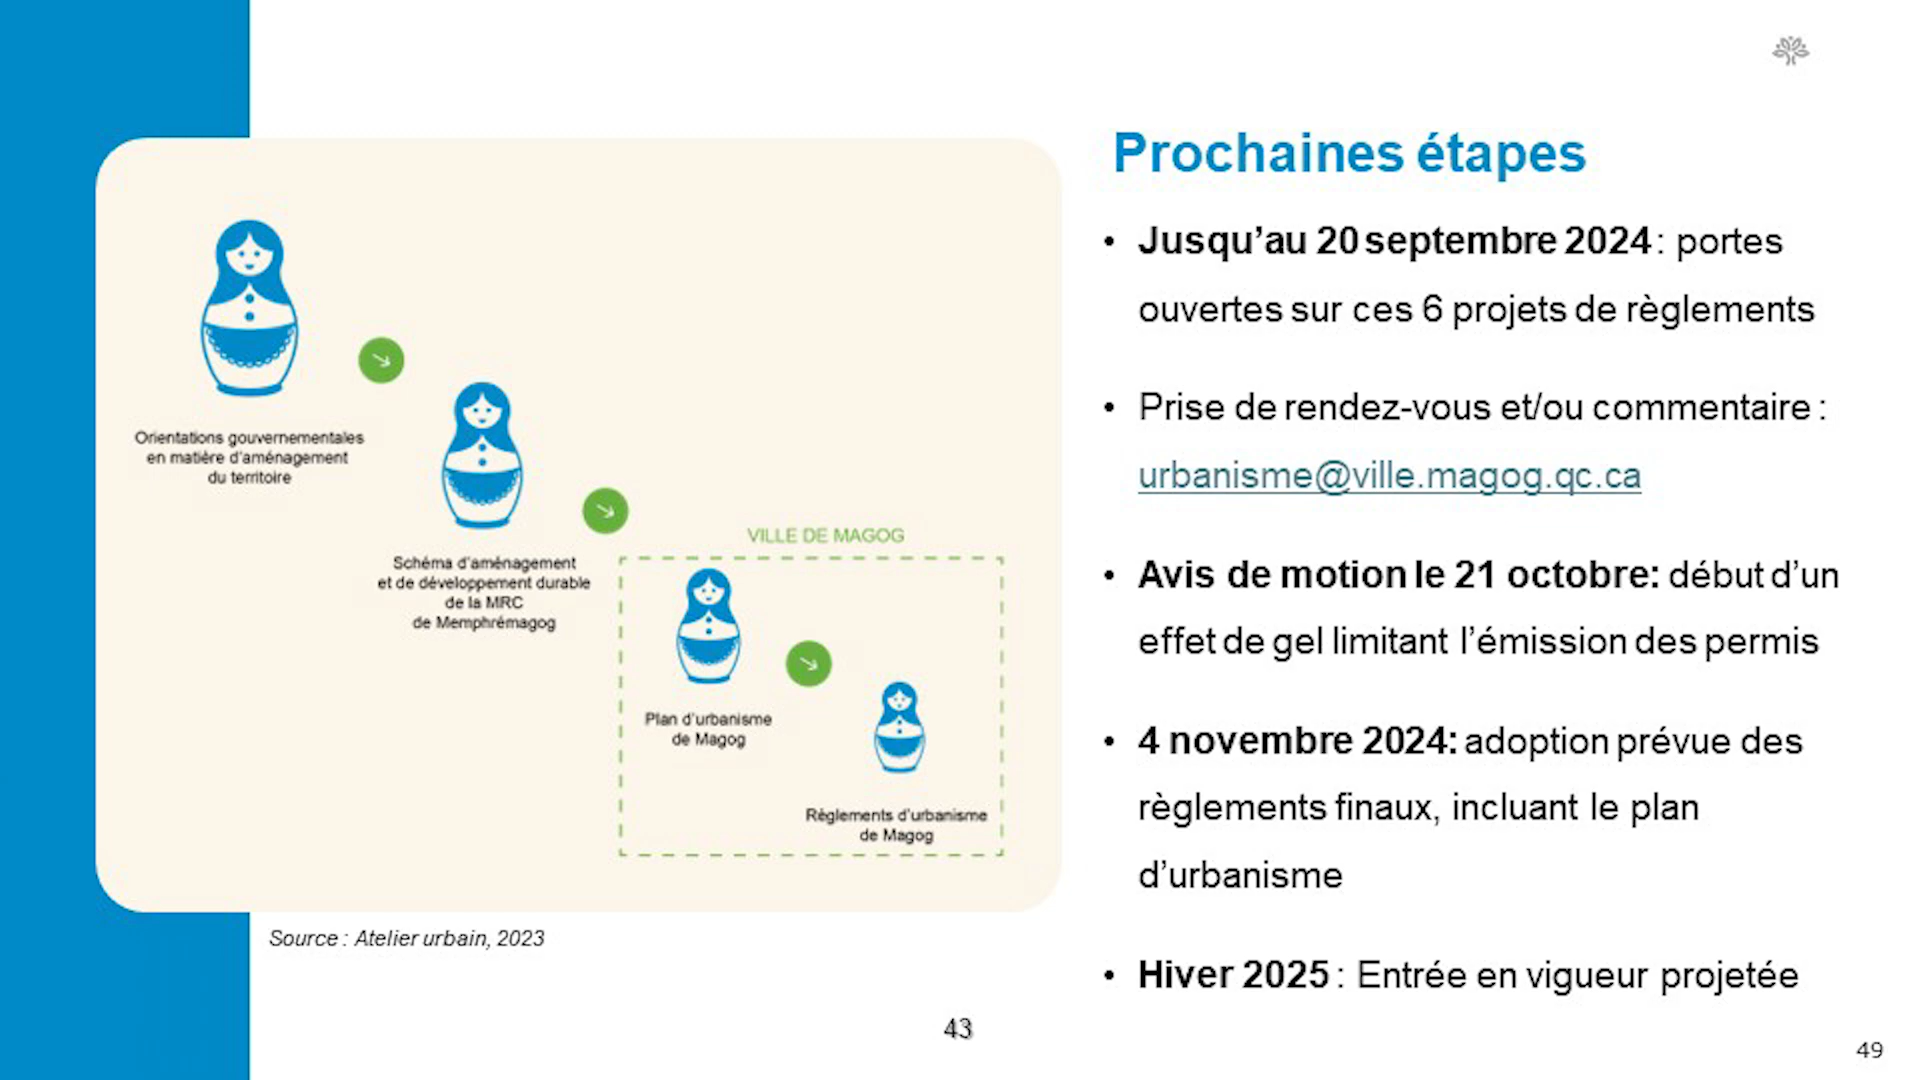 Prochaines étapes
• Jusqu’au 20 septembre 2024 : portes
ouvertes sur ces 6 projets de règlements
• Prise de rendez-vous et/ou commentaire :
urbanisme@ville.magog.qc.ca
• Avis de motion le 21 octobre: début d’un
effet de gel limitant l’émission des permis
• 4 novembre 2024: adoption prévue des
règlements finaux, incluant le plan
d’urbanisme
• Hiver 2025 : Entrée en vigueur projetée
Orientations gouvernementales
en matière d’aménagement
du territoire
Schéma d’aménagement
et de développement durable
de la MRC
de Memphrémagog
VILLE DE MAGOG
Plan d’urbanisme
de Magog
Règlements d’urbanisme
de Magog
Source : Atelier urbain, 2023
43
49